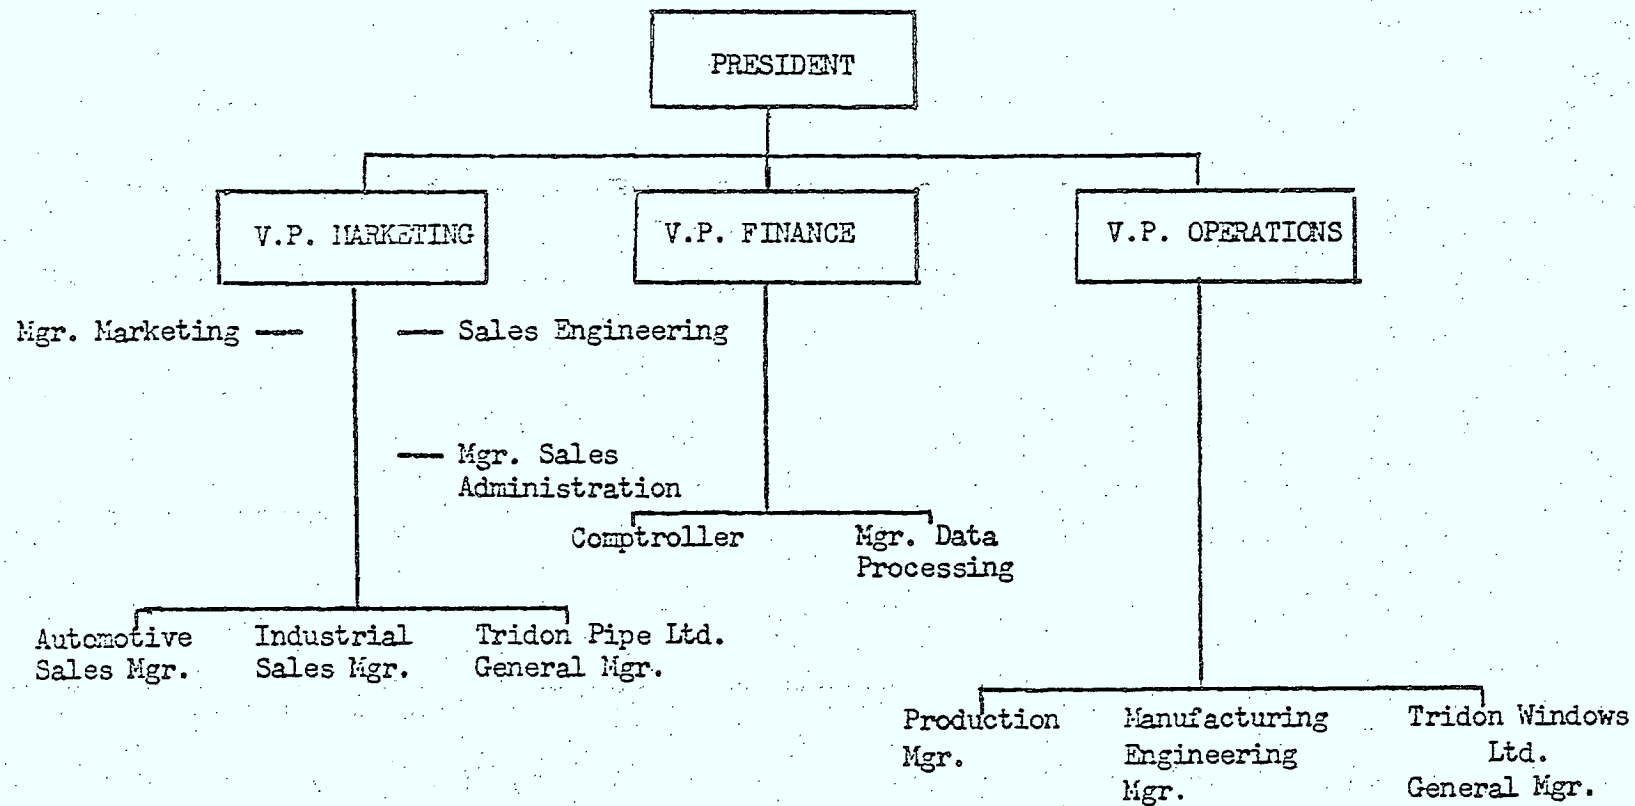 PRESIDENT
V.P. MARKETING
V.P. FINANCE
V.P. OPERATIONS
Mgr. Marketing
Sales Engineering
Mgr. Sales
Administration
Comptroller
Mgr. Data
Processing
Automotive
Sales Mgr.
Industrial
Sales Mgr.
Tridon Pipe Ltd.
General Mgr.
Production
Mgr.
Manufacturing
Engineering
Mgr.
Tridon Windows
Ltd.
General Mgr.